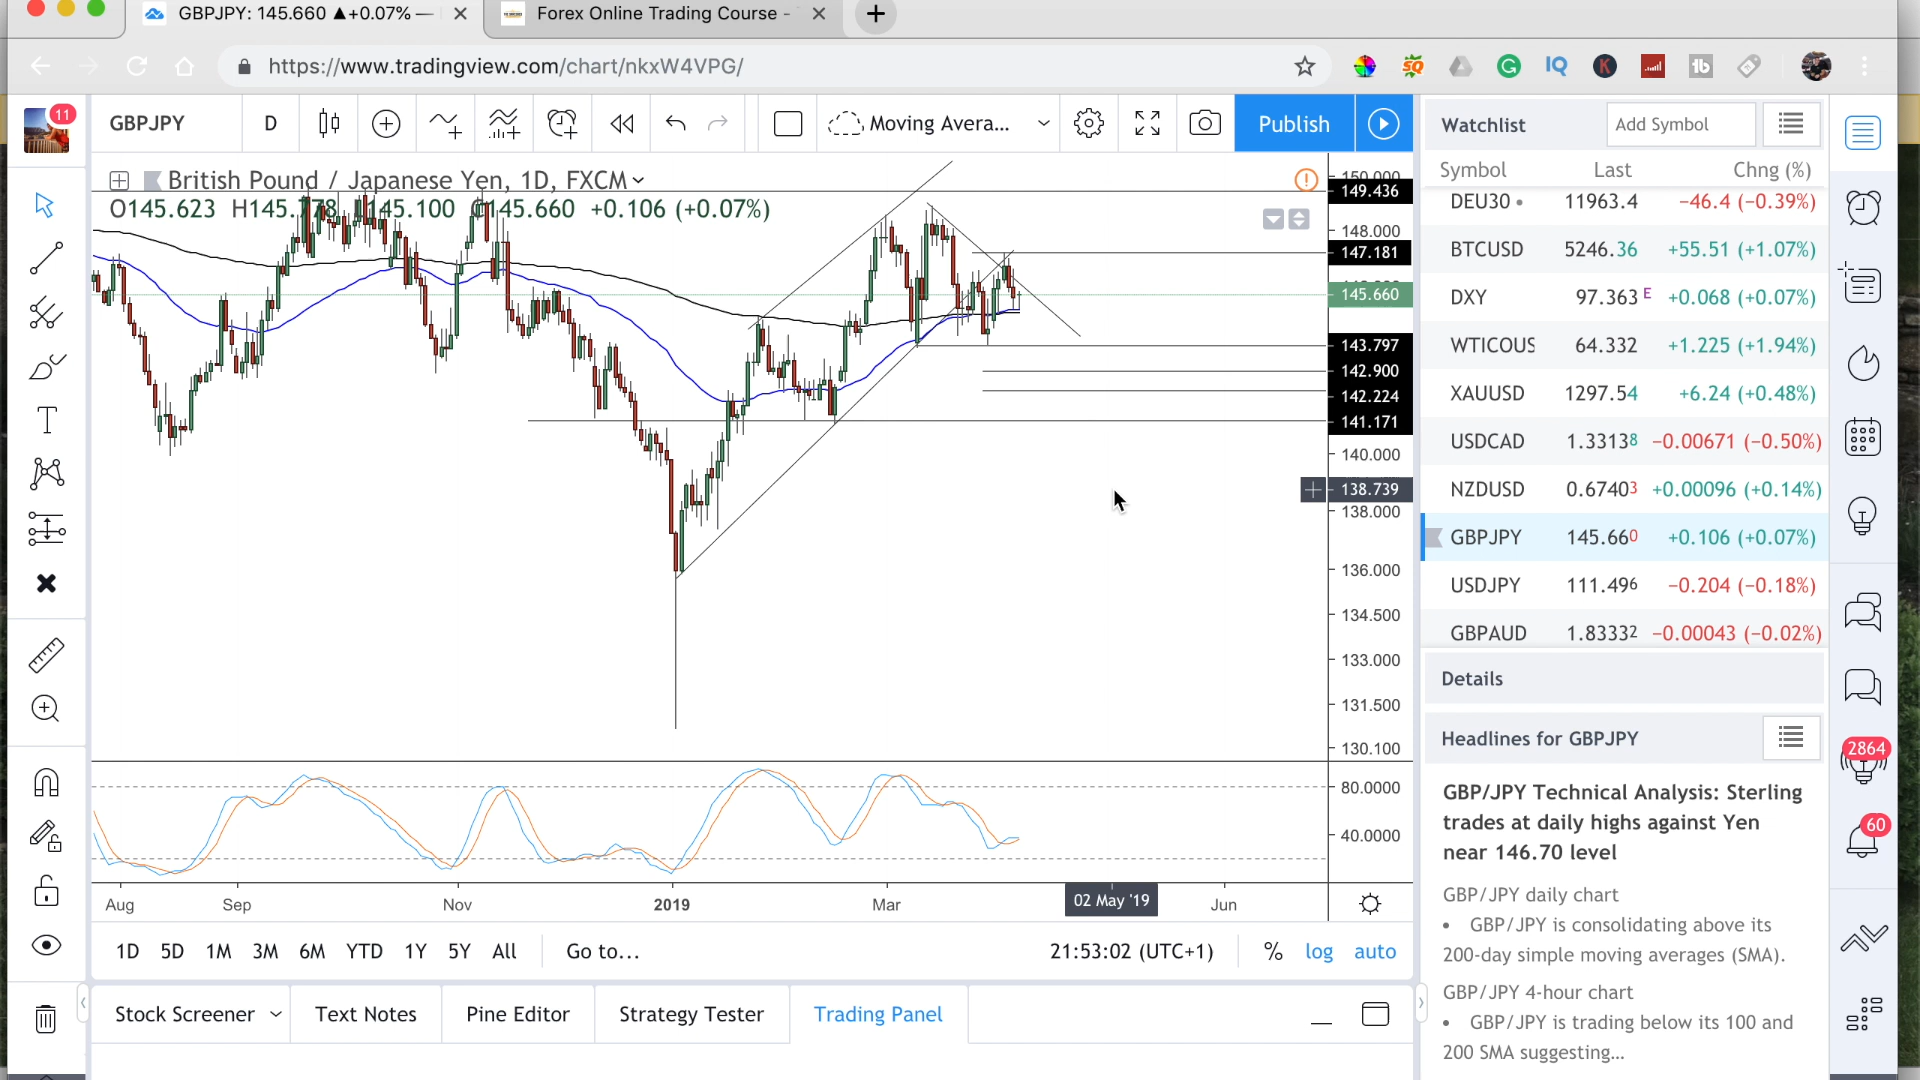 GBPJPY: 145.660 ▲+0.07% —
Forex Online Trading Course -
https://www.tradingview.com/chart/nkxW4VPG/
SQ
G
IQ
K
tb
11
GBPJPY
D
Moving Avera...
Publish
British Pound / Japanese Yen, 1D, FXCM
O145.623 H145.778 L145.100 C145.660 +0.106 (+0.07%)
150.000
149.436
148.000
147.181
145.660
143.797
142.900
142.224
141.171
140.000
138.739
138.000
136.000
134.500
133.000
131.500
130.100
80.0000
40.0000
Aug
Sep
Nov
2019
Mar
02 May '19
Jun
1D 5D 1M 3M 6M YTD 1Y 5Y All
Go to...
21:53:02 (UTC+1)
%
log
auto
Stock Screener
Text Notes
Pine Editor
Strategy Tester
Trading Panel
Watchlist
Add Symbol
Symbol Last Chng (%)
DEU30 • 11963.4 −46.4 (−0.39%)
BTCUSD 5246.36 +55.51 (+1.07%)
DXY 97.363 E +0.068 (+0.07%)
WTICOUS 64.332 +1.225 (+1.94%)
XAUUSD 1297.54 +6.24 (+0.48%)
USDCAD 1.33138 −0.00671 (−0.50%)
NZDUSD 0.67403 +0.00096 (+0.14%)
GBPJPY 145.660 +0.106 (+0.07%)
USDJPY 111.496 −0.204 (−0.18%)
GBPAUD 1.83332 −0.00043 (−0.02%)
Details
Headlines for GBPJPY
GBP/JPY Technical Analysis: Sterling
trades at daily highs against Yen
near 146.70 level
GBP/JPY daily chart
• GBP/JPY is consolidating above its
200-day simple moving averages (SMA).
GBP/JPY 4-hour chart
• GBP/JPY is trading below its 100 and
200 SMA suggesting...
2864
60